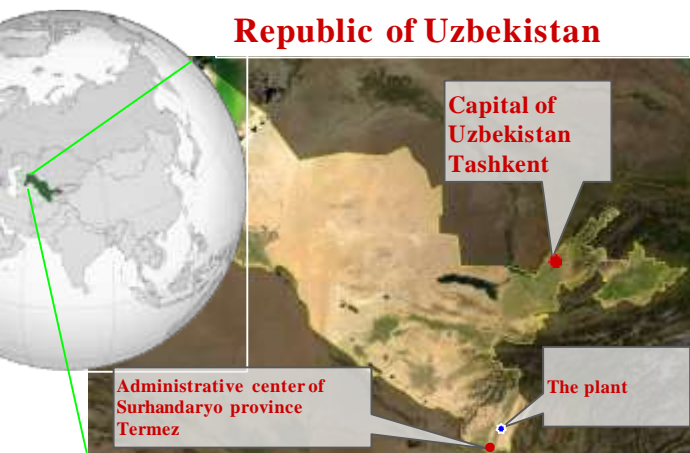 Republic of Uzbekistan
Capital of
Uzbekistan
Tashkent
Administrative center of
Surhandaryo province
Termez
The plant